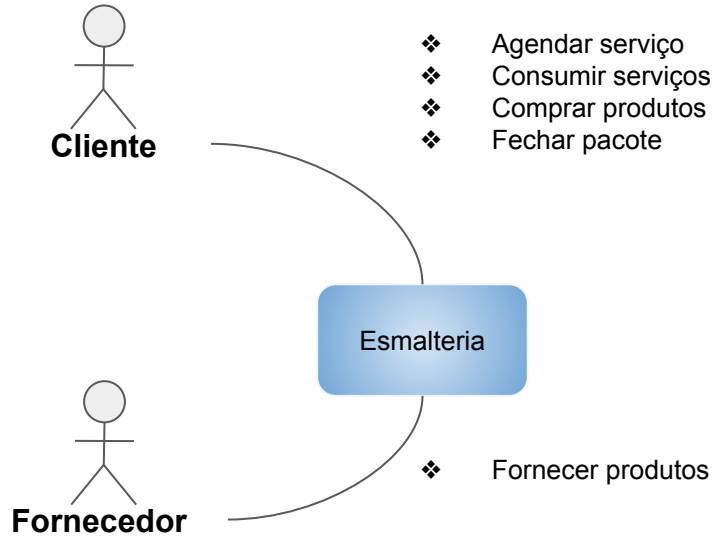 ❖ Agendar serviço
❖ Consumir serviços
❖ Comprar produtos
❖ Fechar pacote
Cliente
Esmalteria
❖ Fornecer produtos
Fornecedor